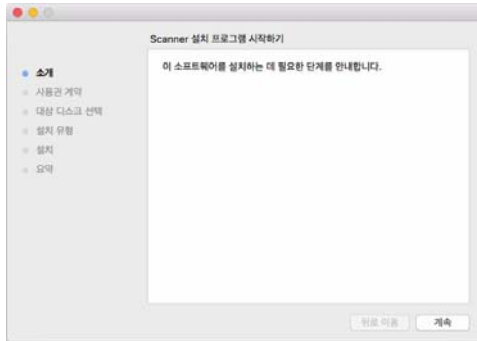 Scanner 설치 프로그램 시작하기
이 소프트웨어를 설치하는 데 필요한 단계를 안내합니다.
소개
사용권 계약
대상 디스크 선택
설치 유형
설치
요약
뒤로 이동
계속